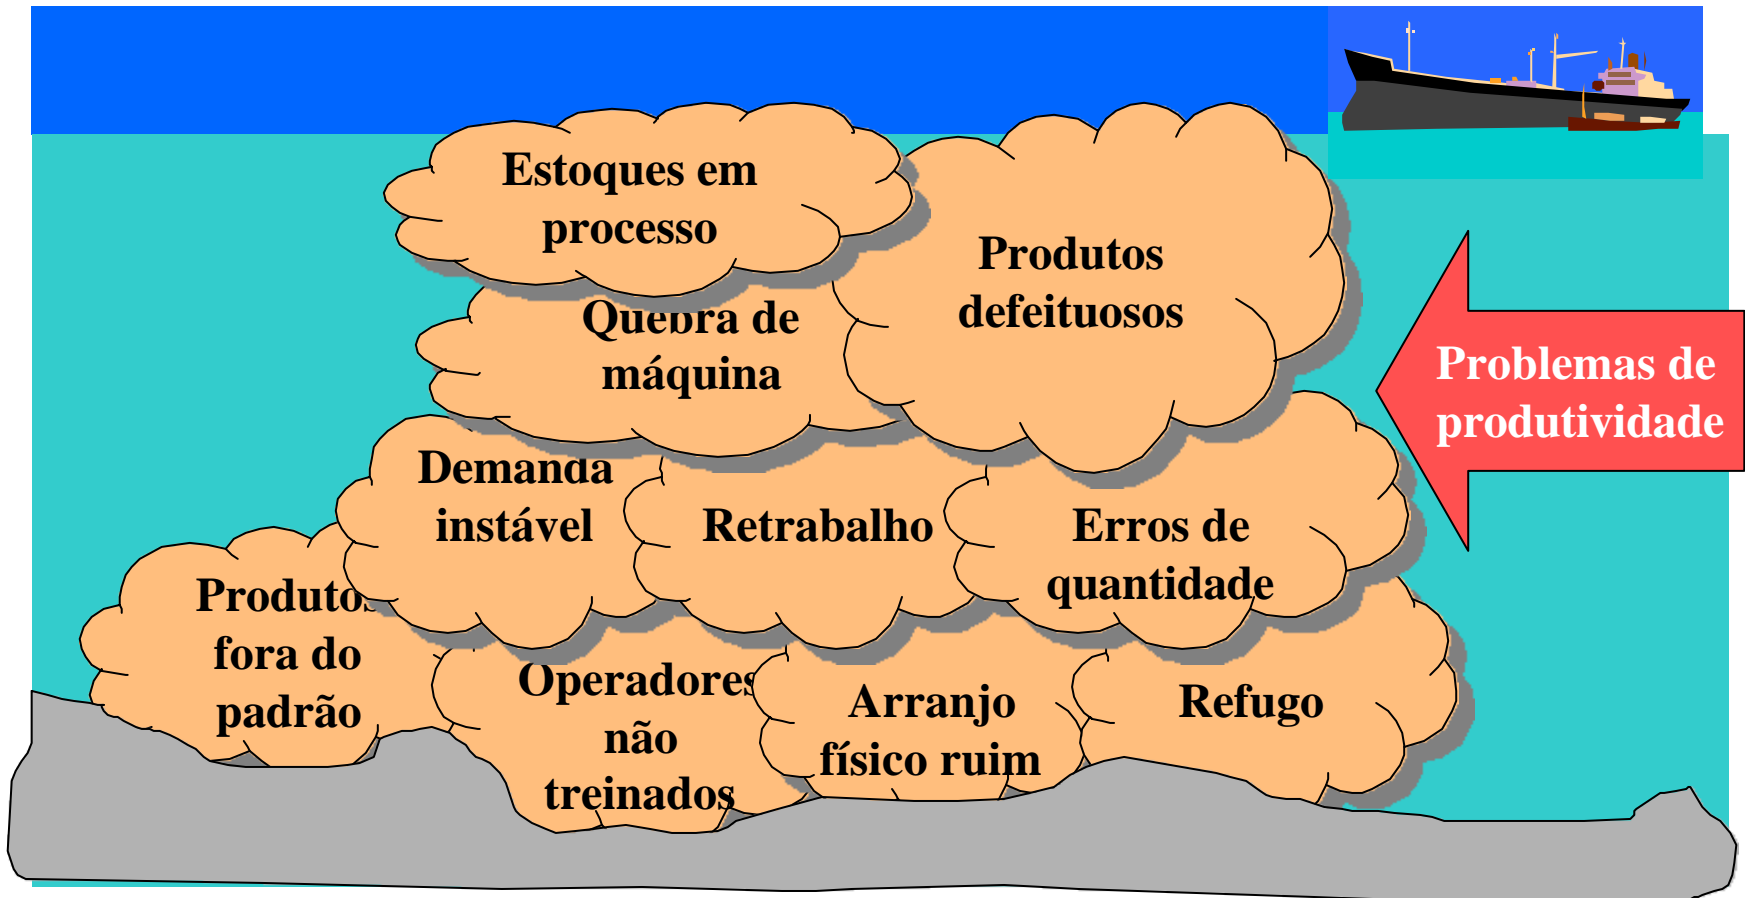 Estoques em
processo
Produtos
defeituosos
Quebra de
máquina
Problemas de
produtividade
Demanda
instável
Retrabalho
Erros de
quantidade
Produtos
fora do
padrão
Operadores
não
treinados
Arranjo
físico ruim
Refugo